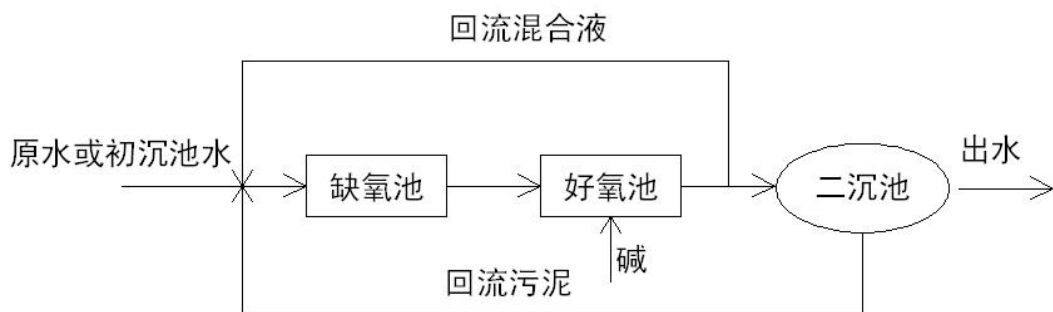 回流混合液
原水或初沉池水
缺氧池
好氧池
二沉池
出水
碱
回流污泥